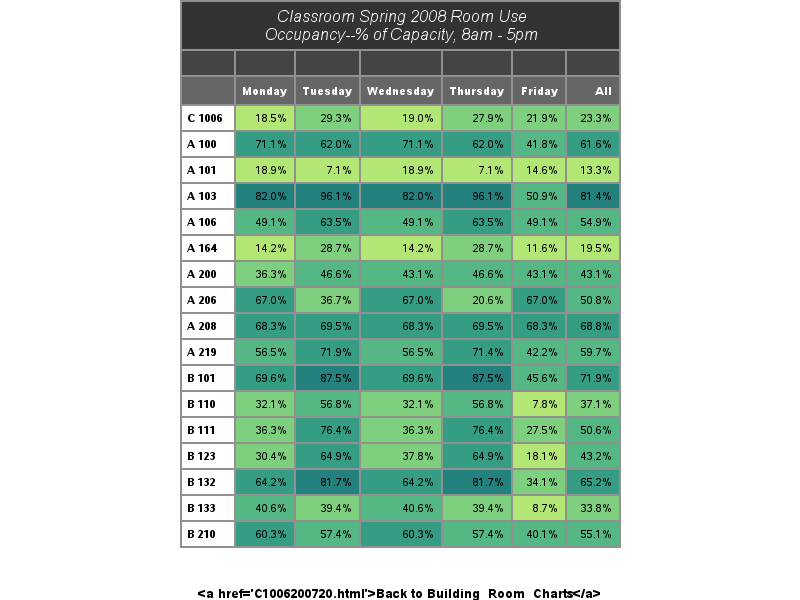 Classroom Spring 2008 Room Use
Occupancy--% of Capacity, 8am - 5pm
Monday Tuesday Wednesday Thursday Friday All
C 1006 18.5% 29.3% 19.0% 27.9% 21.9% 23.3%
A 100 71.1% 62.0% 71.1% 62.0% 41.8% 61.6%
A 101 18.9% 7.1% 18.9% 7.1% 14.6% 13.3%
A 103 82.0% 96.1% 82.0% 96.1% 50.9% 81.4%
A 106 49.1% 63.5% 49.1% 63.5% 49.1% 54.9%
A 164 14.2% 28.7% 14.2% 28.7% 11.6% 19.5%
A 200 36.3% 46.6% 43.1% 46.6% 43.1% 43.1%
A 206 67.0% 36.7% 67.0% 20.6% 67.0% 50.8%
A 208 68.3% 69.5% 68.3% 69.5% 68.3% 68.8%
A 219 56.5% 71.9% 56.5% 71.4% 42.2% 59.7%
B 101 69.6% 87.5% 69.6% 87.5% 45.6% 71.9%
B 110 32.1% 56.8% 32.1% 56.8% 7.8% 37.1%
B 111 36.3% 76.4% 36.3% 76.4% 27.5% 50.6%
B 123 30.4% 64.9% 37.8% 64.9% 18.1% 43.2%
B 132 64.2% 81.7% 64.2% 81.7% 34.1% 65.2%
B 133 40.6% 39.4% 40.6% 39.4% 8.7% 33.8%
B 210 60.3% 57.4% 60.3% 57.4% 40.1% 55.1%
<a href='C1006200720.html'>Back to Building_Room_Charts</a>